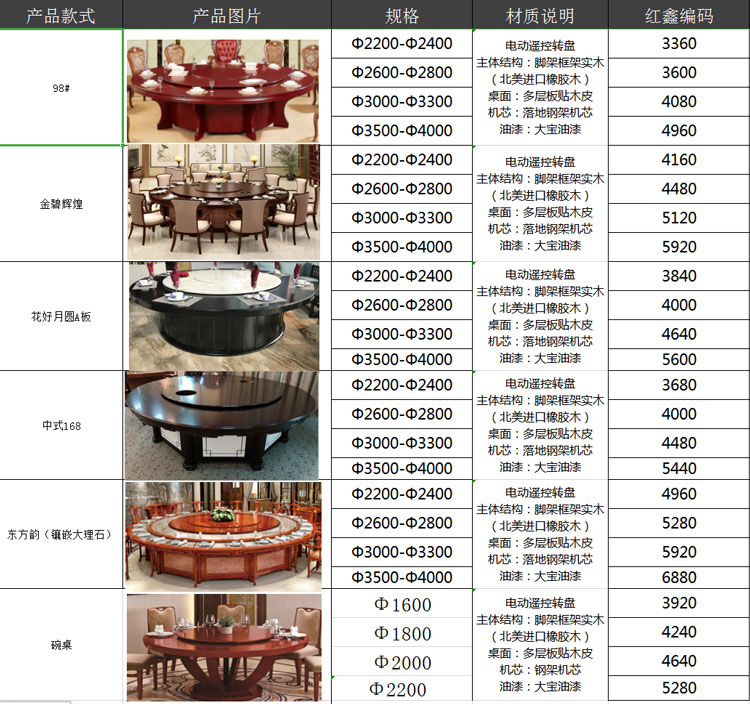 产品款式 产品图片 规格 材质说明 红鑫编码
98#
Φ2200-Φ2400 3360
Φ2600-Φ2800 3600
Φ3000-Φ3300 4080
Φ3500-Φ4000 4960
电动遥控转盘
主体结构：脚架框架实木
（北美进口橡胶木）
桌面：多层板贴木皮
机芯：落地钢架机芯
油漆：大宝油漆
金碧辉煌
Φ2200-Φ2400 4160
Φ2600-Φ2800 4480
Φ3000-Φ3300 5120
Φ3500-Φ4000 5920
电动遥控转盘
主体结构：脚架框架实木
（北美进口橡胶木）
桌面：多层板贴木皮
机芯：落地钢架机芯
油漆：大宝油漆
花好月圆A板
Φ2200-Φ2400 3840
Φ2600-Φ2800 4000
Φ3000-Φ3300 4640
Φ3500-Φ4000 5600
电动遥控转盘
主体结构：脚架框架实木
（北美进口橡胶木）
桌面：多层板贴木皮
机芯：落地钢架机芯
油漆：大宝油漆
中式168
Φ2200-Φ2400 3680
Φ2600-Φ2800 4000
Φ3000-Φ3300 4480
Φ3500-Φ4000 5440
电动遥控转盘
主体结构：脚架框架实木
（北美进口橡胶木）
桌面：多层板贴木皮
机芯：落地钢架机芯
油漆：大宝油漆
东方韵（镶嵌大理石）
Φ2200-Φ2400 4960
Φ2600-Φ2800 5280
Φ3000-Φ3300 5920
Φ3500-Φ4000 6880
电动遥控转盘
主体结构：脚架框架实木
（北美进口橡胶木）
桌面：多层板贴木皮
机芯：落地钢架机芯
油漆：大宝油漆
碗桌
Φ1600 3920
Φ1800 4240
Φ2000 4640
Φ2200 5280
电动遥控转盘
主体结构：脚架框架实木
（北美进口橡胶木）
桌面：多层板贴木皮
机芯：钢架机芯
油漆：大宝油漆